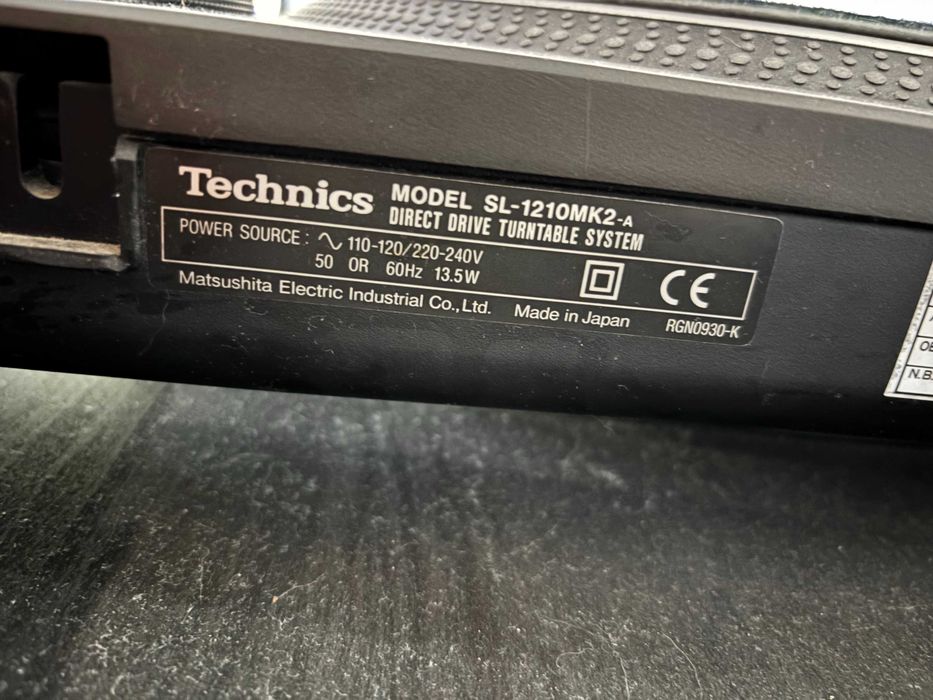 Technics MODEL SL-1210MK2-A
DIRECT DRIVE TURNTABLE SYSTEM
POWER SOURCE : ∿ 110-120/220-240V
50 OR 60Hz 13.5W
CE
Matsushita Electric Industrial Co., Ltd. Made in Japan RGN0930-K
N.B.